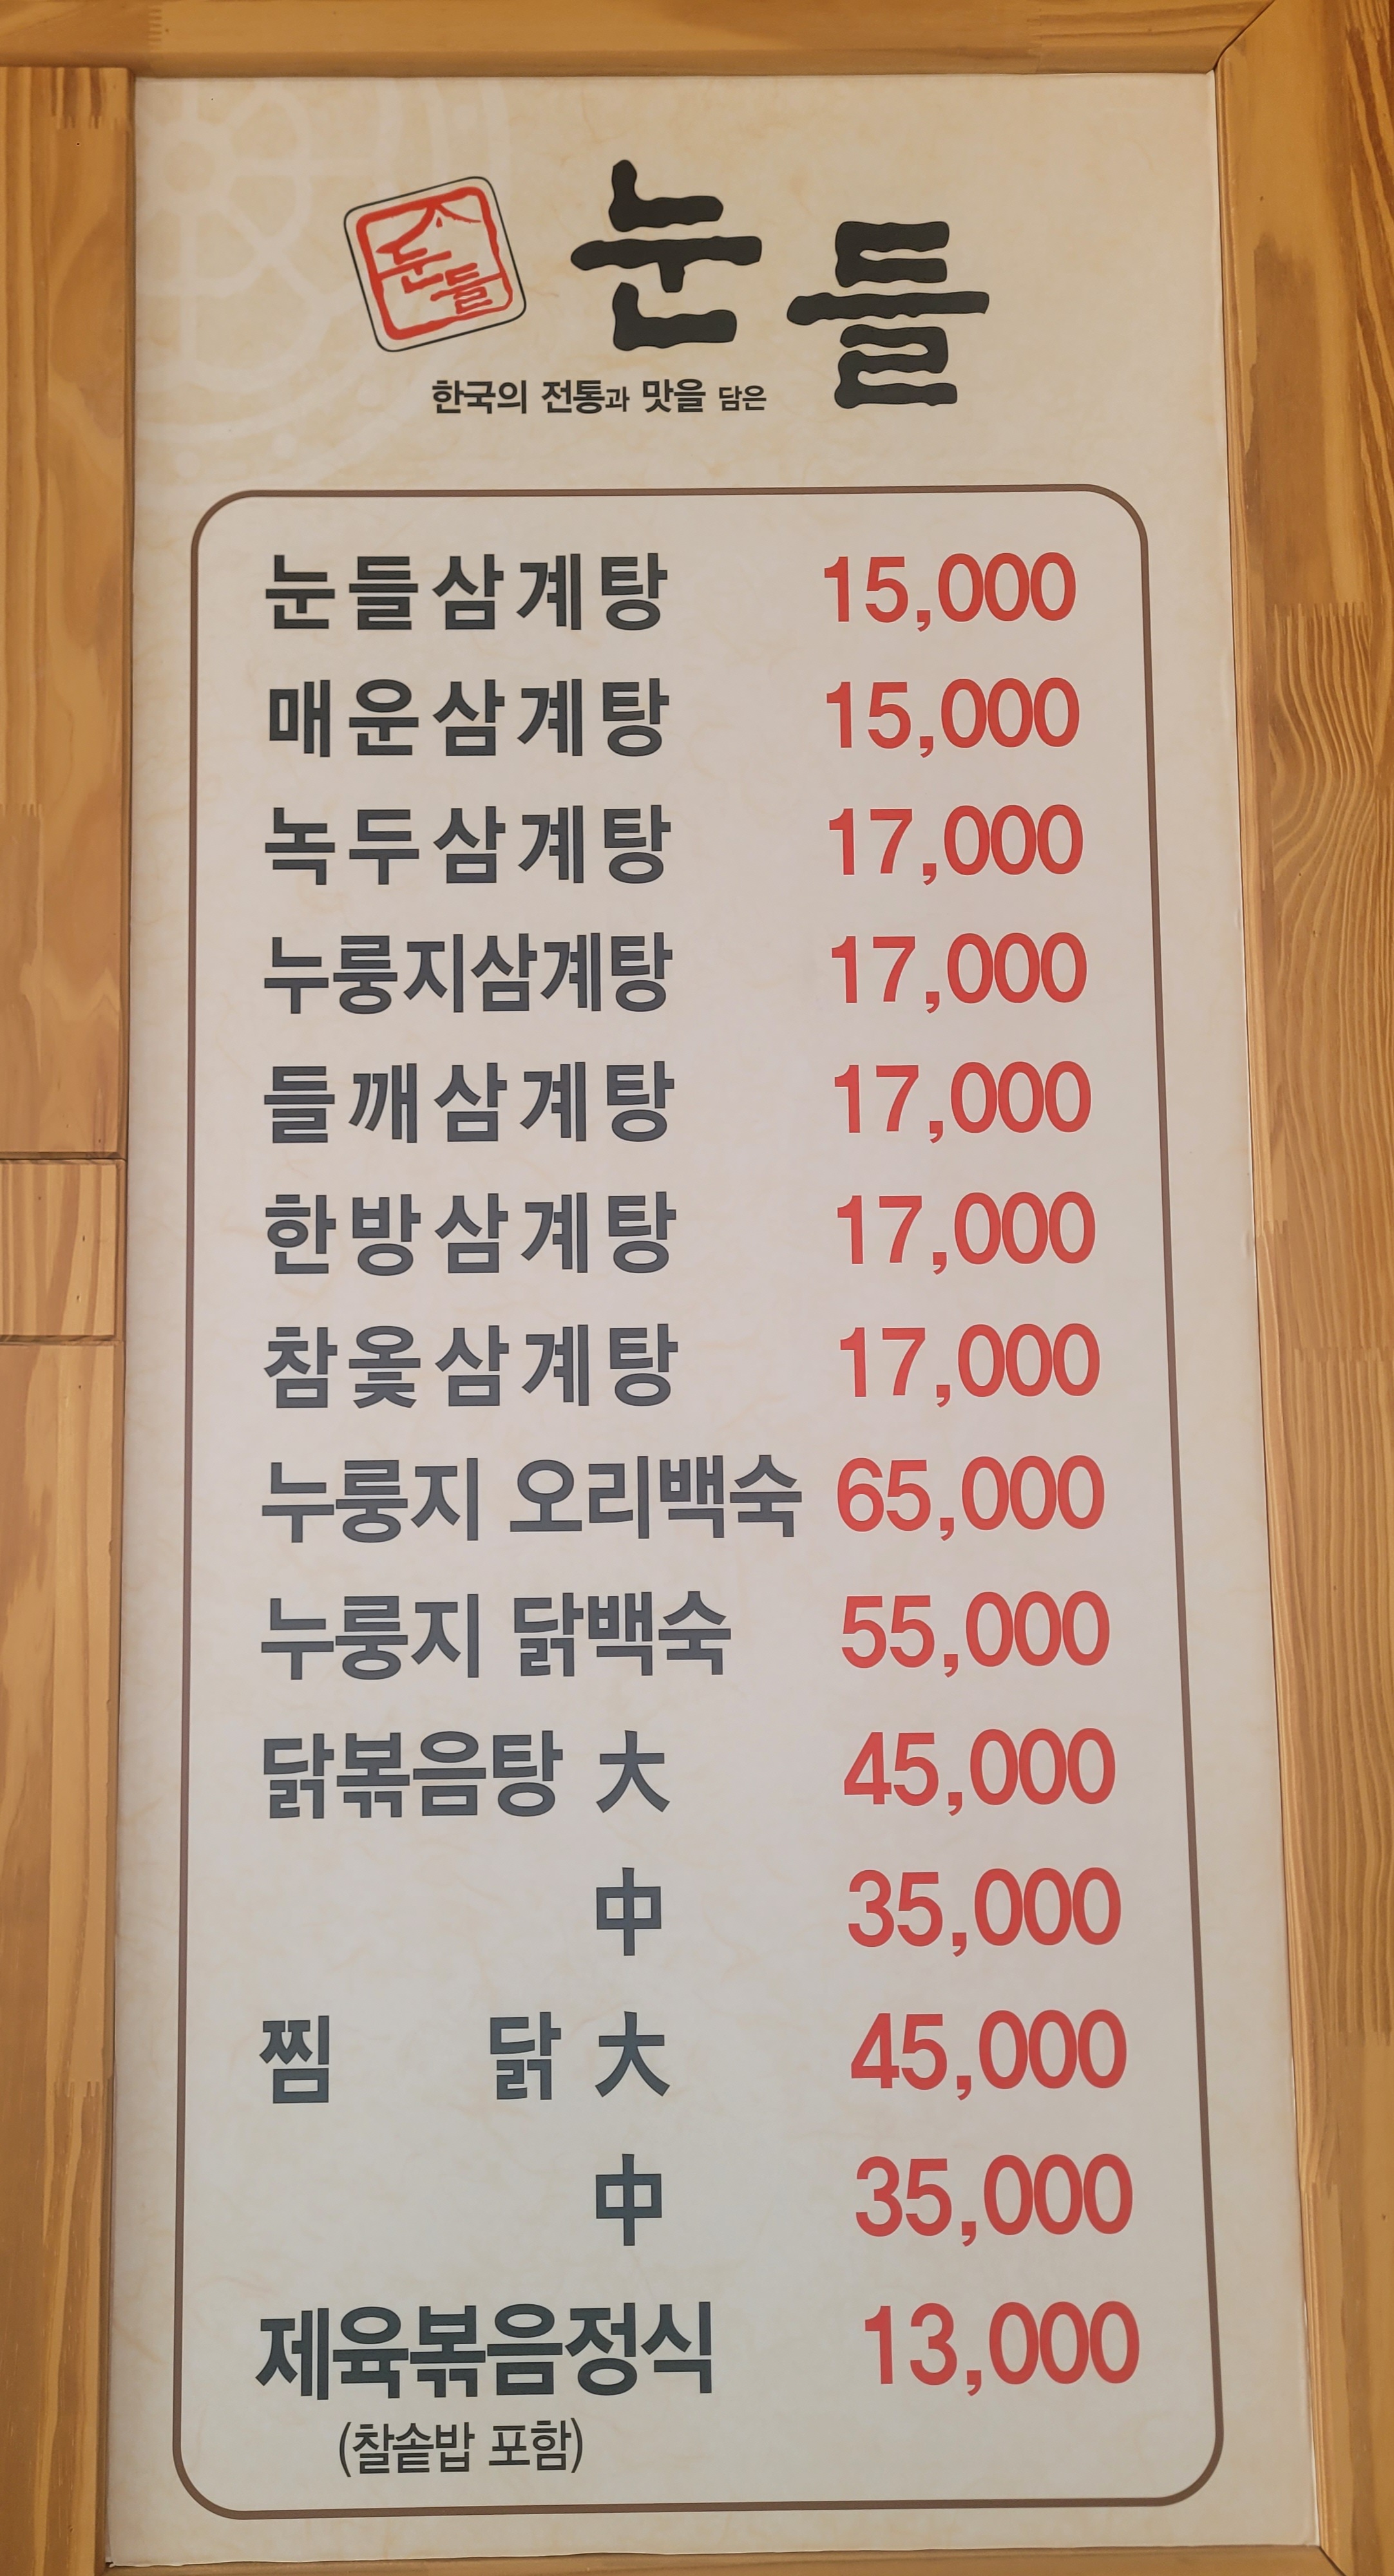 눈들
눈들
한국의 전통과 맛을 담은
눈들삼계탕 15,000
매운삼계탕 15,000
녹두삼계탕 17,000
누룽지삼계탕 17,000
들깨삼계탕 17,000
한방삼계탕 17,000
참옻삼계탕 17,000
누룽지 오리백숙 65,000
누룽지 닭백숙 55,000
닭볶음탕 大 45,000
中 35,000
찜 닭 大 45,000
中 35,000
제육볶음정식 13,000
(찰솥밥 포함)